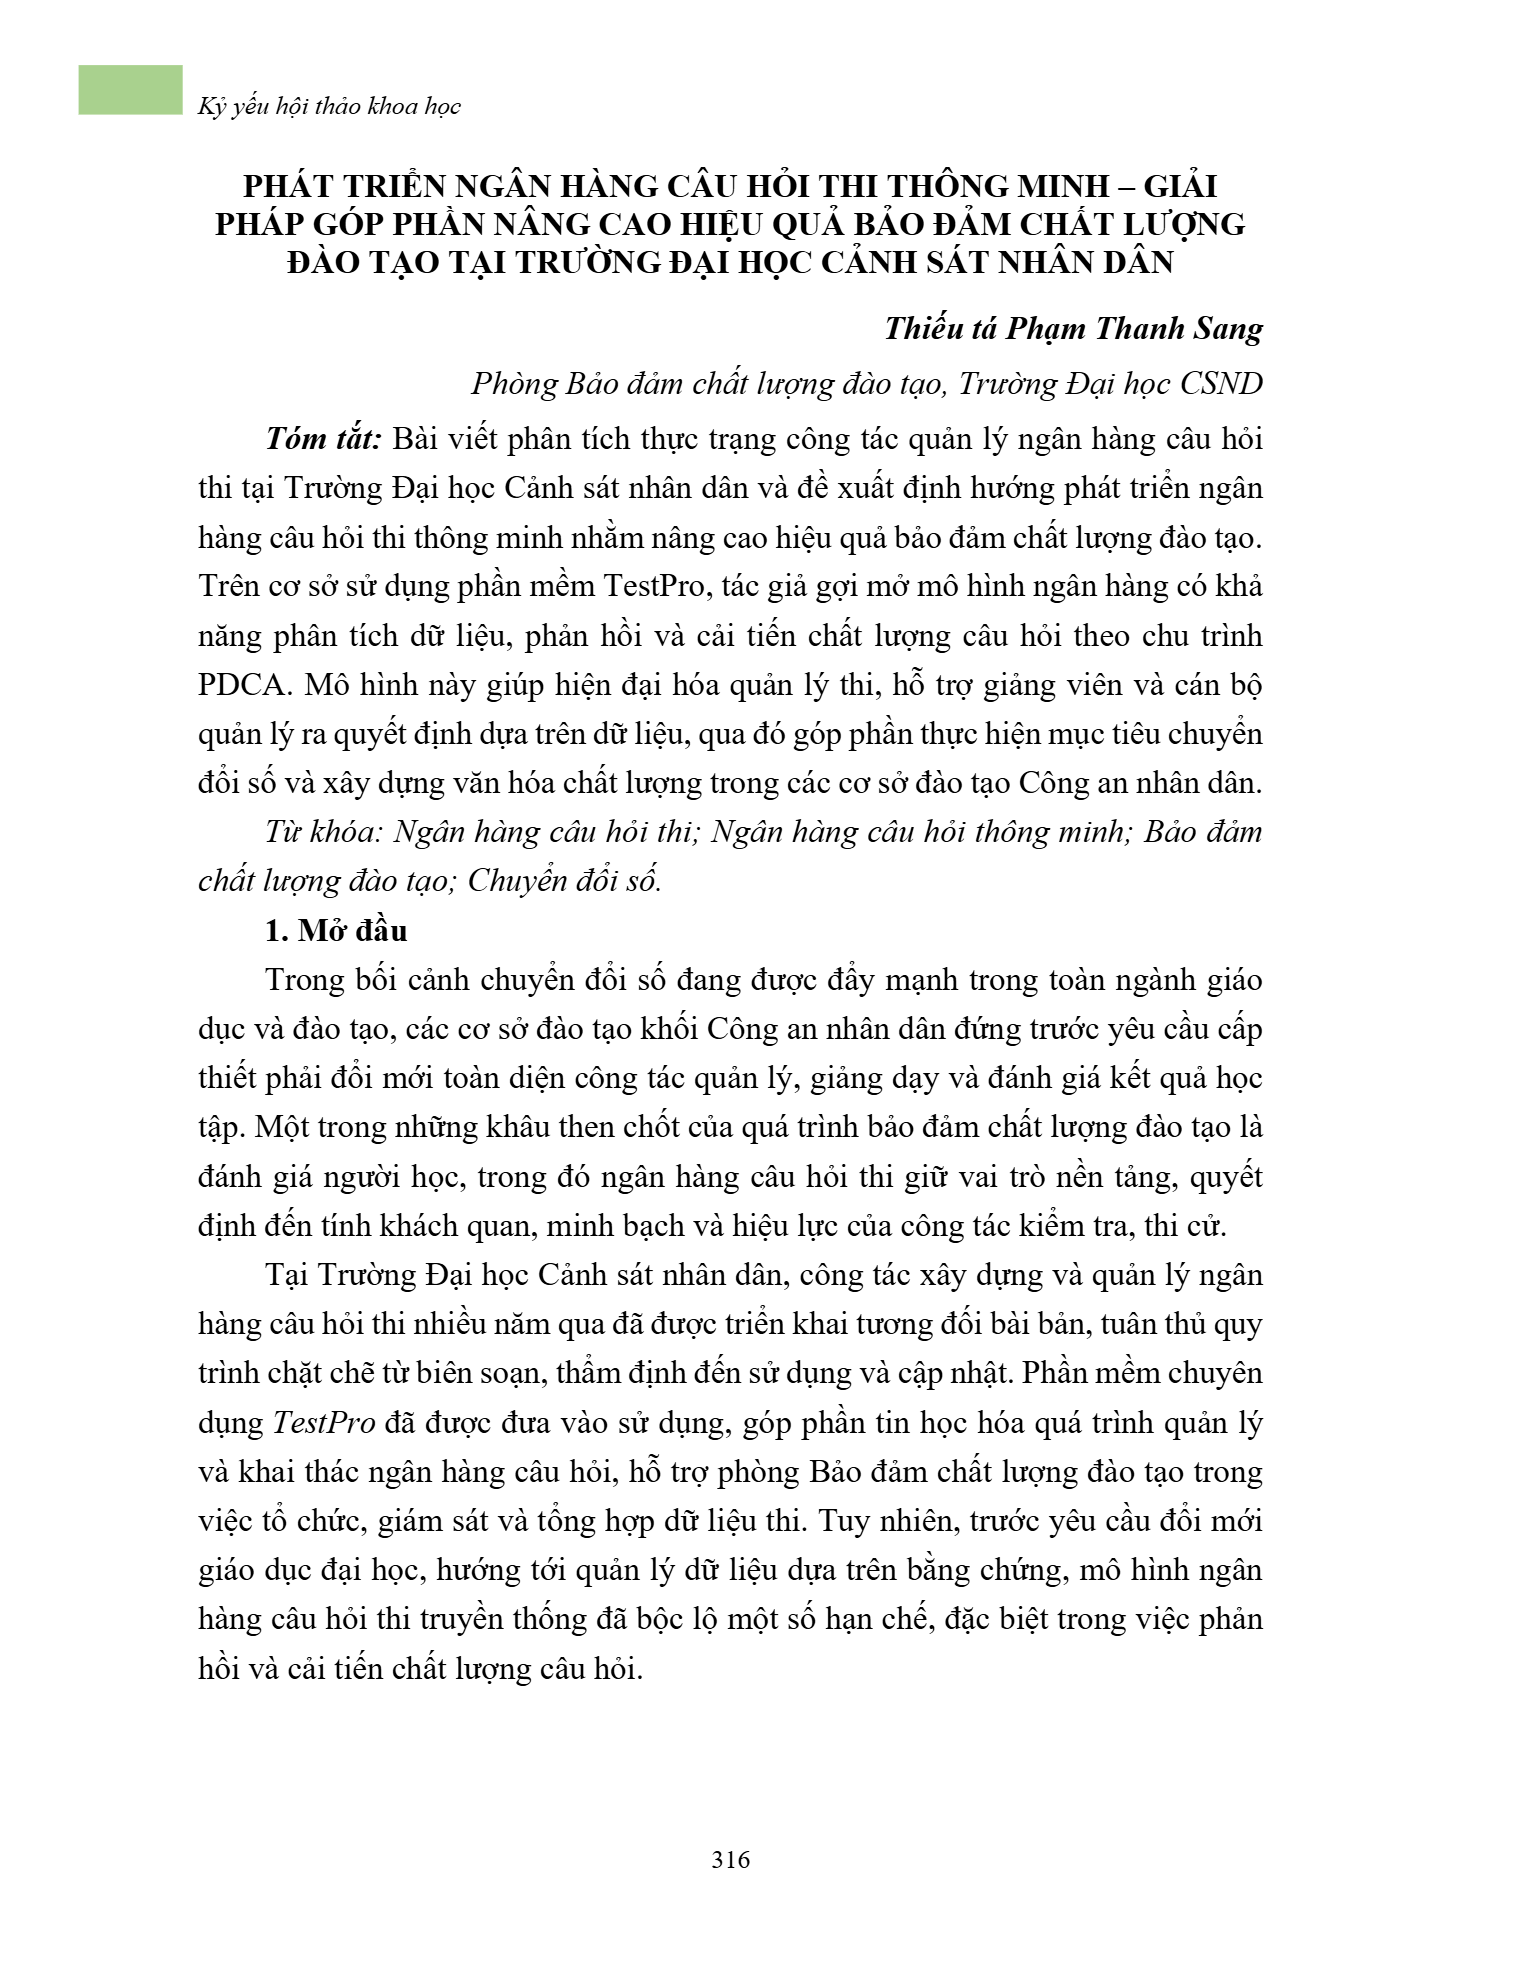 Kỷ yếu hội thảo khoa học
PHÁT TRIỂN NGÂN HÀNG CÂU HỎI THI THÔNG MINH – GIẢI
PHÁP GÓP PHẦN NÂNG CAO HIỆU QUẢ BẢO ĐẢM CHẤT LƯỢNG
ĐÀO TẠO TẠI TRƯỜNG ĐẠI HỌC CẢNH SÁT NHÂN DÂN
Thiếu tá Phạm Thanh Sang
Phòng Bảo đảm chất lượng đào tạo, Trường Đại học CSND
Tóm tắt: Bài viết phân tích thực trạng công tác quản lý ngân hàng câu hỏi
thi tại Trường Đại học Cảnh sát nhân dân và đề xuất định hướng phát triển ngân
hàng câu hỏi thi thông minh nhằm nâng cao hiệu quả bảo đảm chất lượng đào tạo.
Trên cơ sở sử dụng phần mềm TestPro, tác giả gợi mở mô hình ngân hàng có khả
năng phân tích dữ liệu, phản hồi và cải tiến chất lượng câu hỏi theo chu trình
PDCA. Mô hình này giúp hiện đại hóa quản lý thi, hỗ trợ giảng viên và cán bộ
quản lý ra quyết định dựa trên dữ liệu, qua đó góp phần thực hiện mục tiêu chuyển
đổi số và xây dựng văn hóa chất lượng trong các cơ sở đào tạo Công an nhân dân.
Từ khóa: Ngân hàng câu hỏi thi; Ngân hàng câu hỏi thông minh; Bảo đảm
chất lượng đào tạo; Chuyển đổi số.
1. Mở đầu
Trong bối cảnh chuyển đổi số đang được đẩy mạnh trong toàn ngành giáo
dục và đào tạo, các cơ sở đào tạo khối Công an nhân dân đứng trước yêu cầu cấp
thiết phải đổi mới toàn diện công tác quản lý, giảng dạy và đánh giá kết quả học
tập. Một trong những khâu then chốt của quá trình bảo đảm chất lượng đào tạo là
đánh giá người học, trong đó ngân hàng câu hỏi thi giữ vai trò nền tảng, quyết
định đến tính khách quan, minh bạch và hiệu lực của công tác kiểm tra, thi cử.
Tại Trường Đại học Cảnh sát nhân dân, công tác xây dựng và quản lý ngân
hàng câu hỏi thi nhiều năm qua đã được triển khai tương đối bài bản, tuân thủ quy
trình chặt chẽ từ biên soạn, thẩm định đến sử dụng và cập nhật. Phần mềm chuyên
dụng TestPro đã được đưa vào sử dụng, góp phần tin học hóa quá trình quản lý
và khai thác ngân hàng câu hỏi, hỗ trợ phòng Bảo đảm chất lượng đào tạo trong
việc tổ chức, giám sát và tổng hợp dữ liệu thi. Tuy nhiên, trước yêu cầu đổi mới
giáo dục đại học, hướng tới quản lý dữ liệu dựa trên bằng chứng, mô hình ngân
hàng câu hỏi thi truyền thống đã bộc lộ một số hạn chế, đặc biệt trong việc phản
hồi và cải tiến chất lượng câu hỏi.
316